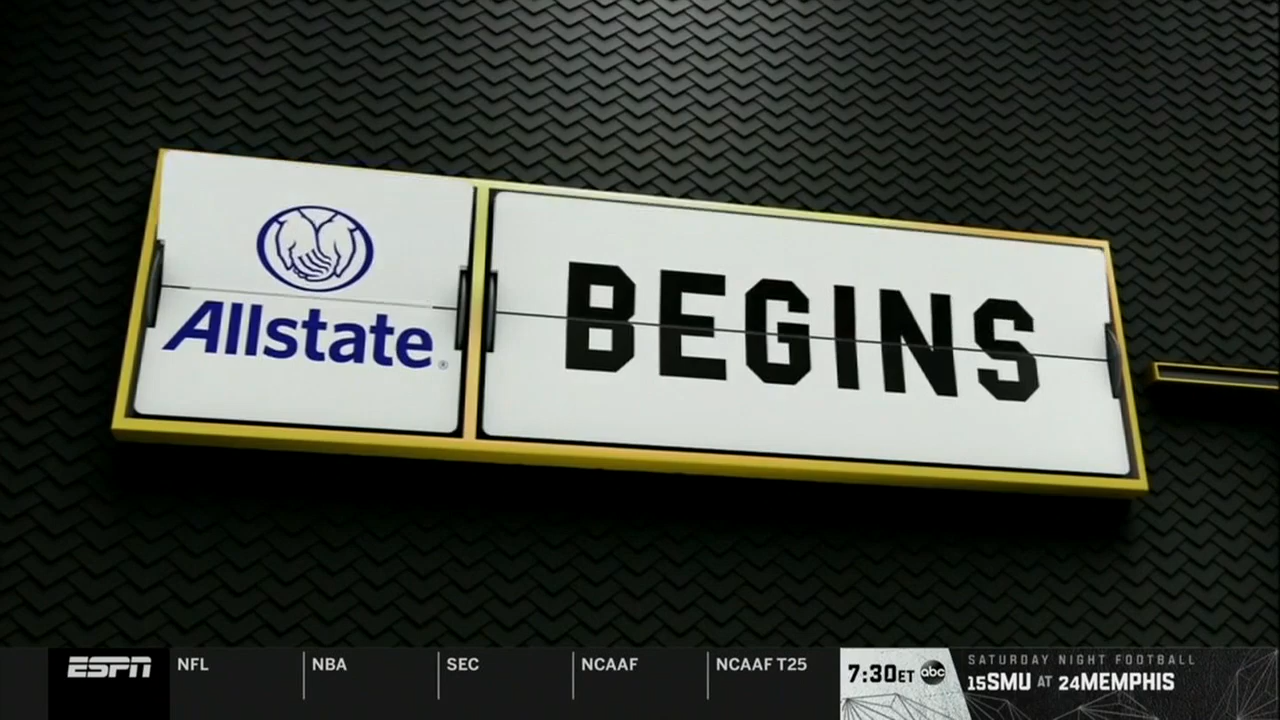 Allstate®
BEGINS
ESPN
NFL
NBA
SEC
NCAAF
NCAAF T25
7:30ET abc
SATURDAY NIGHT FOOTBALL
15SMU AT 24MEMPHIS